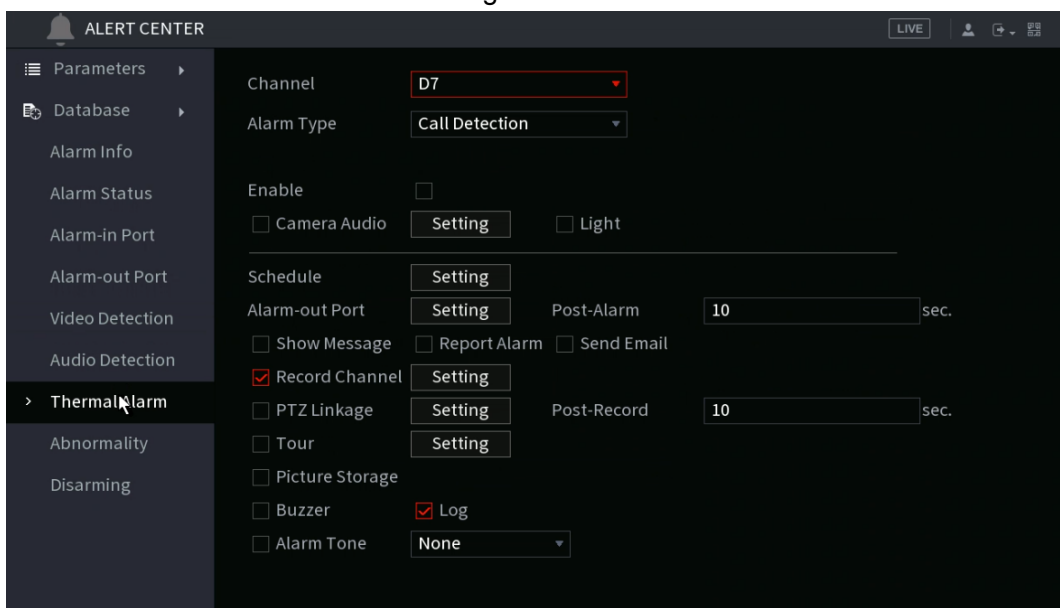 ALERT CENTER
LIVE
Parameters
Database
Alarm Info
Alarm Status
Alarm-in Port
Alarm-out Port
Video Detection
Audio Detection
Thermal Alarm
Abnormality
Disarming
Channel D7
Alarm Type Call Detection
Enable
Camera Audio Setting Light
Schedule Setting
Alarm-out Port Setting Post-Alarm 10 sec.
Show Message Report Alarm Send Email
Record Channel Setting
PTZ Linkage Setting Post-Record 10 sec.
Tour Setting
Picture Storage
Buzzer Log
Alarm Tone None